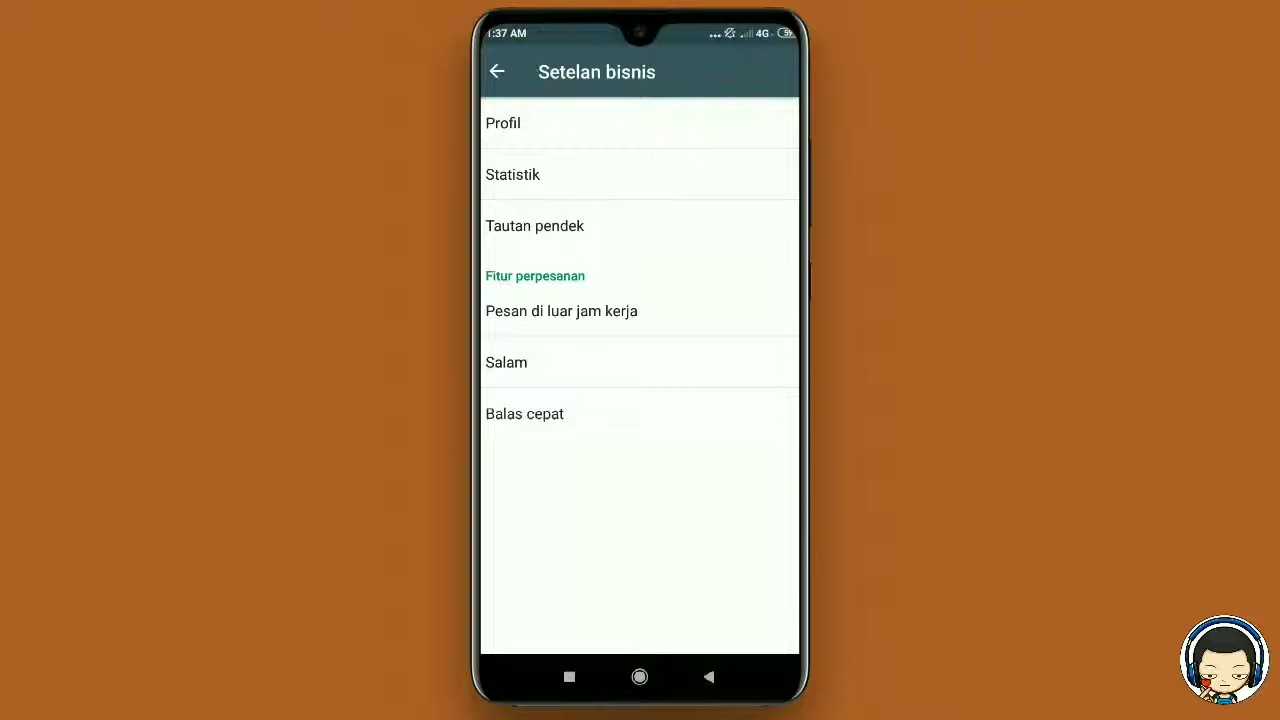 1:37 AM
4G
Setelan bisnis
Profil
Statistik
Tautan pendek
Fitur perpesanan
Pesan di luar jam kerja
Salam
Balas cepat